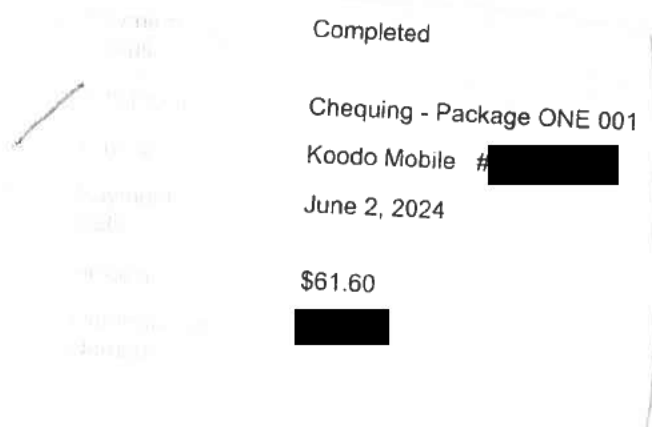 Completed
Chequing - Package ONE 001
Koodo Mobile #
June 2, 2024
$61.60